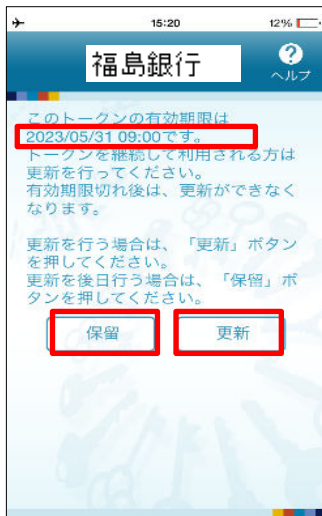 15:20 12%
福島銀行
?
ヘルプ
このトークンの有効期限は
2023/05/31 09:00です。
トークンを継続して利用される方は
更新を行ってください。
有効期限切れ後は、更新ができなく
なります。
更新を行う場合は、「更新」ボタン
を押してください。
更新を後日行う場合は、「保留」ボ
タンを押してください。
保留 更新